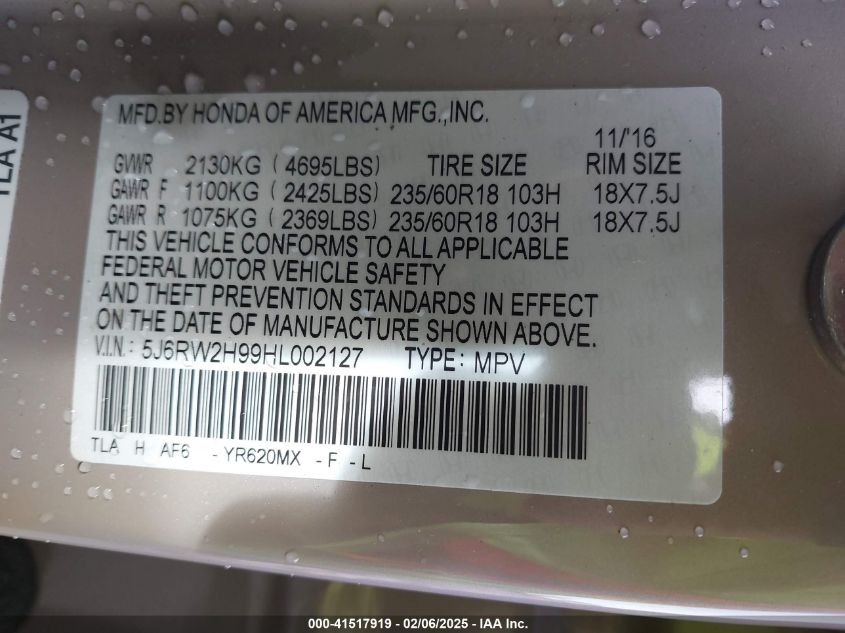 TLA A1
MFD.BY HONDA OF AMERICA MFG.,INC.
11/'16
GVWR 2130KG ( 4695LBS) TIRE SIZE RIM SIZE
GAWR F 1100KG ( 2425LBS) 235/60R18 103H 18X7.5J
GAWR R 1075KG ( 2369LBS) 235/60R18 103H 18X7.5J
THIS VEHICLE CONFORMS TO ALL APPLICABLE
FEDERAL MOTOR VEHICLE SAFETY
AND THEFT PREVENTION STANDARDS IN EFFECT
ON THE DATE OF MANUFACTURE SHOWN ABOVE.
V.I.N: 5J6RW2H99HL002127 TYPE: MPV
TLA H AF6 -YR620MX -F -L
000-41517919 - 02/06/2025 - IAA Inc.